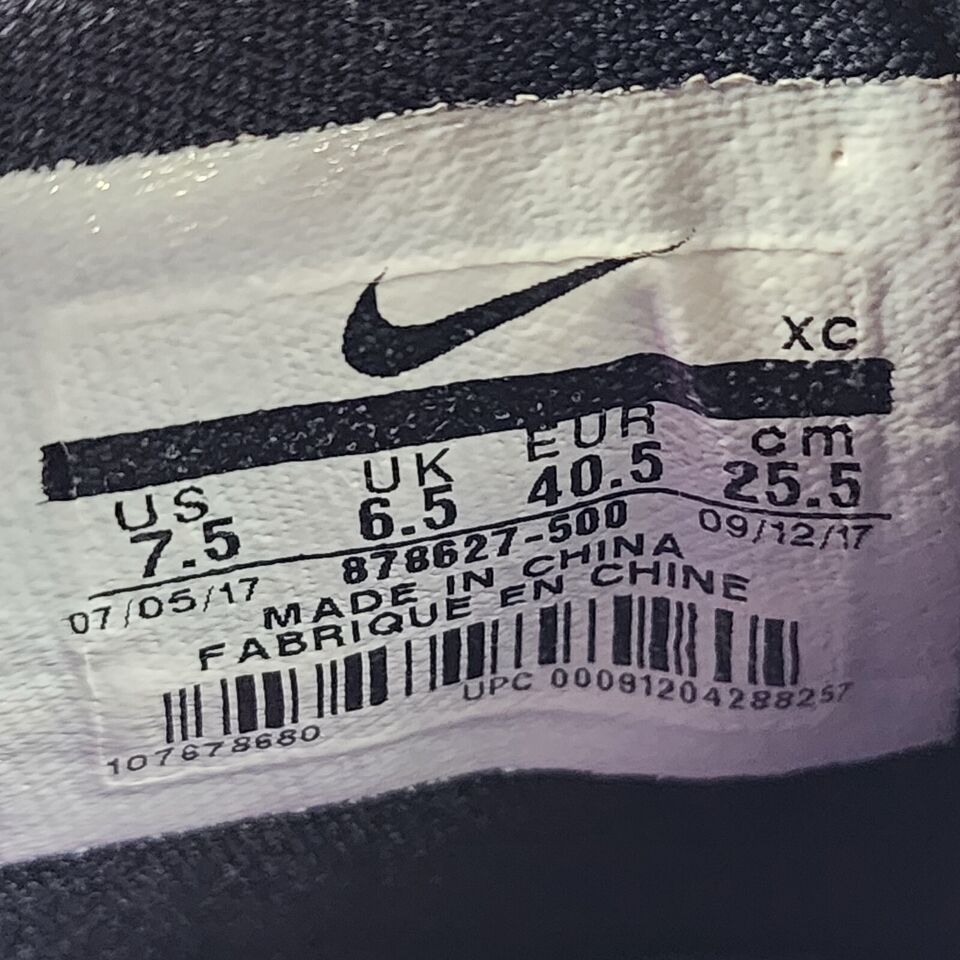 XC
US UK EUR cm
7.5 6.5 40.5 25.5
07/05/17 878627-500 09/12/17
MADE IN CHINA
FABRIQUE EN CHINE
UPC 00081204288257
107678680